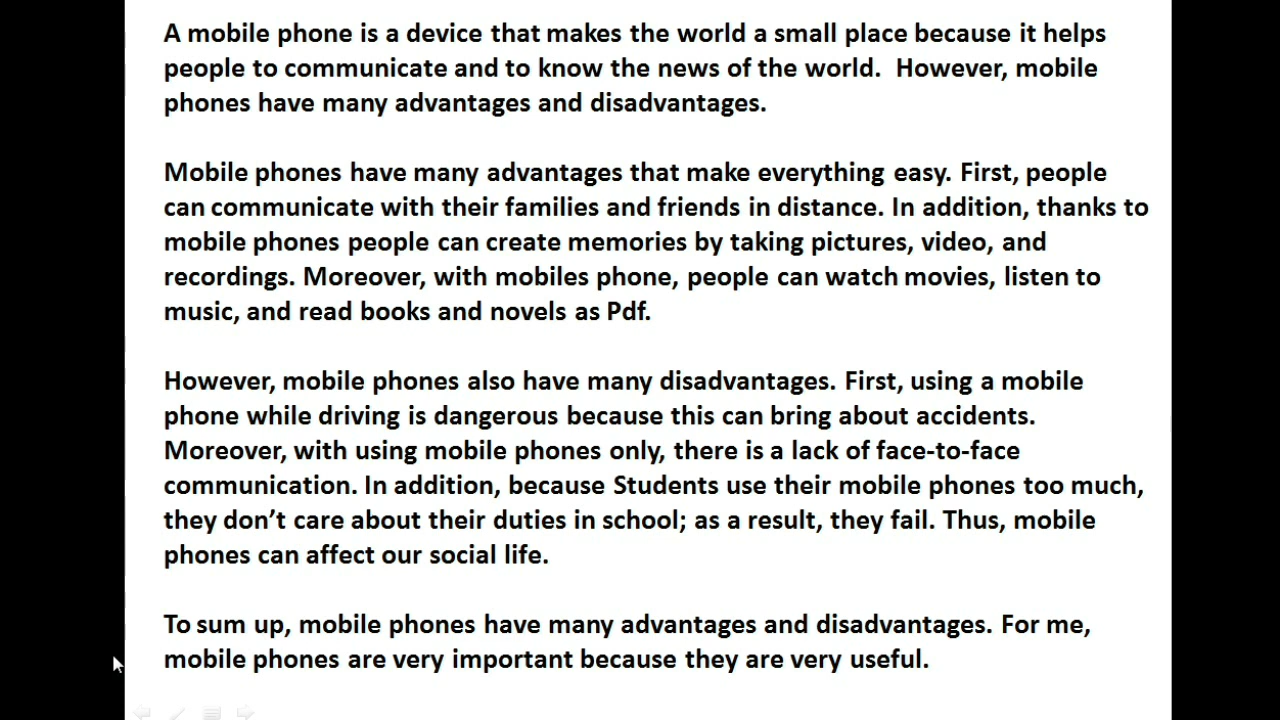 A mobile phone is a device that makes the world a small place because it helps
people to communicate and to know the news of the world.  However, mobile
phones have many advantages and disadvantages.
Mobile phones have many advantages that make everything easy. First, people
can communicate with their families and friends in distance. In addition, thanks to
mobile phones people can create memories by taking pictures, video, and
recordings. Moreover, with mobiles phone, people can watch movies, listen to
music, and read books and novels as Pdf.
However, mobile phones also have many disadvantages. First, using a mobile
phone while driving is dangerous because this can bring about accidents.
Moreover, with using mobile phones only, there is a lack of face-to-face
communication. In addition, because Students use their mobile phones too much,
they don’t care about their duties in school; as a result, they fail. Thus, mobile
phones can affect our social life.
To sum up, mobile phones have many advantages and disadvantages. For me,
mobile phones are very important because they are very useful.